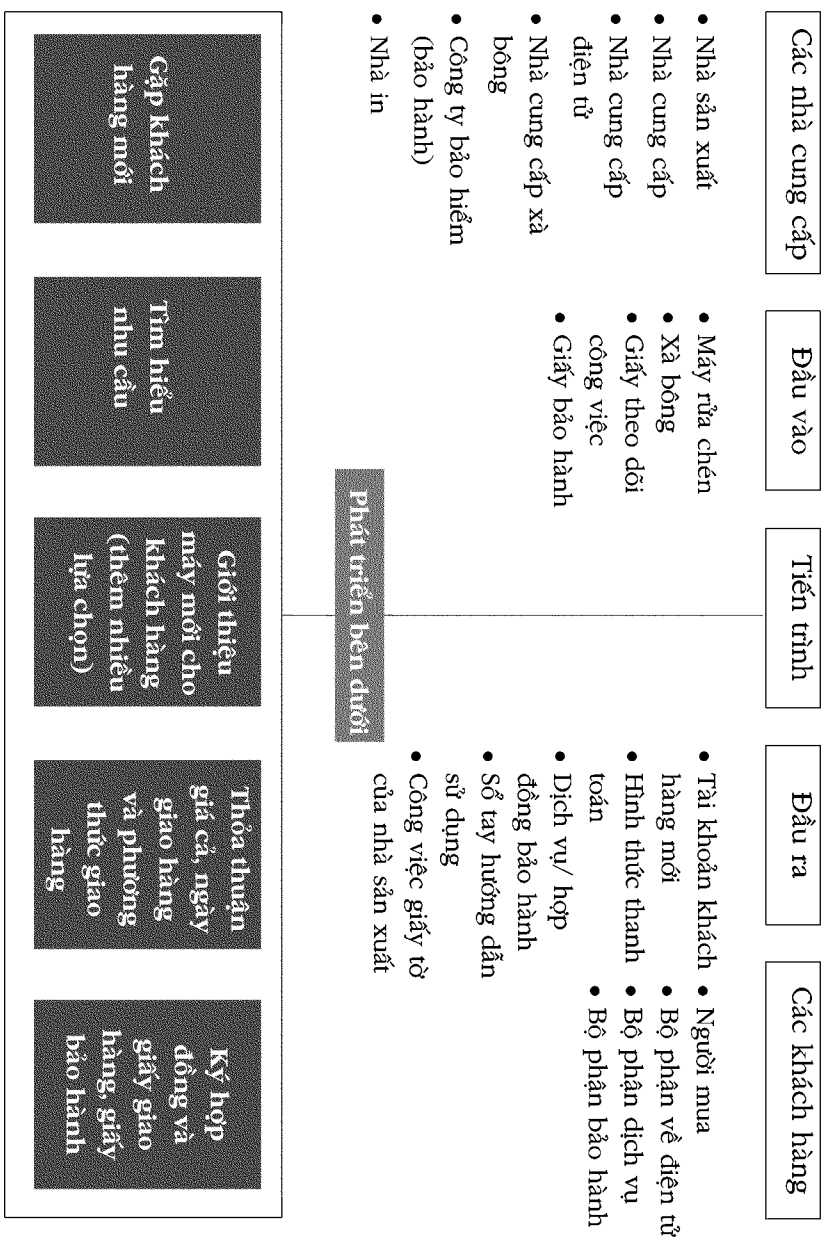 Các nhà cung cấp
Đầu vào
Tiến trình
Đầu ra
Các khách hàng
• Nhà sản xuất
• Nhà cung cấp
• Nhà cung cấp
điện tử
• Nhà cung cấp xà
bông
• Công ty bảo hiểm
(bảo hành)
• Nhà in
• Máy rửa chén
• Xà bông
• Giấy theo dõi
công việc
• Giấy bảo hành
• Tài khoản khách
hàng mới
• Hình thức thanh
toán
• Dịch vụ/ hợp
đồng bảo hành
• Sổ tay hướng dẫn
sử dụng
• Công việc giấy tờ
của nhà sản xuất
• Người mua
• Bộ phận về điện tử
• Bộ phận dịch vụ
• Bộ phận bảo hành
Phát triển bên dưới
Gặp khách
hàng mới
Tìm hiểu
nhu cầu
Giới thiệu
máy mới cho
khách hàng
(thêm nhiều
lựa chọn)
Thỏa thuận
giá cả, ngày
giao hàng
và phương
thức giao
hàng
Ký hợp
đồng và
giấy giao
hàng, giấy
bảo hành